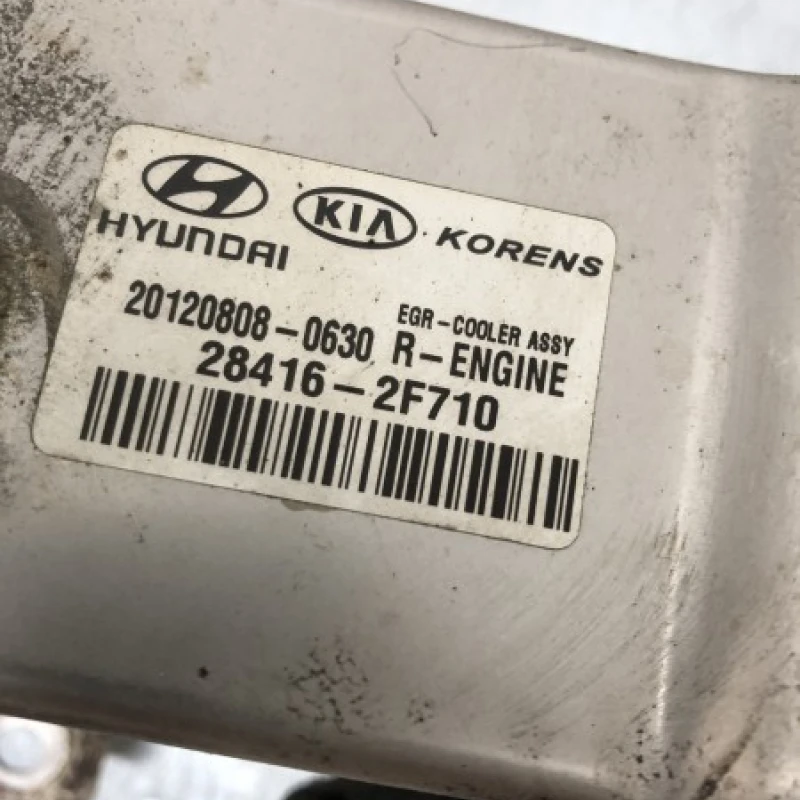 HYUNDAI KIA KORENS
20120808-0630 EGR-COOLER ASSY
R-ENGINE
28416-2F710